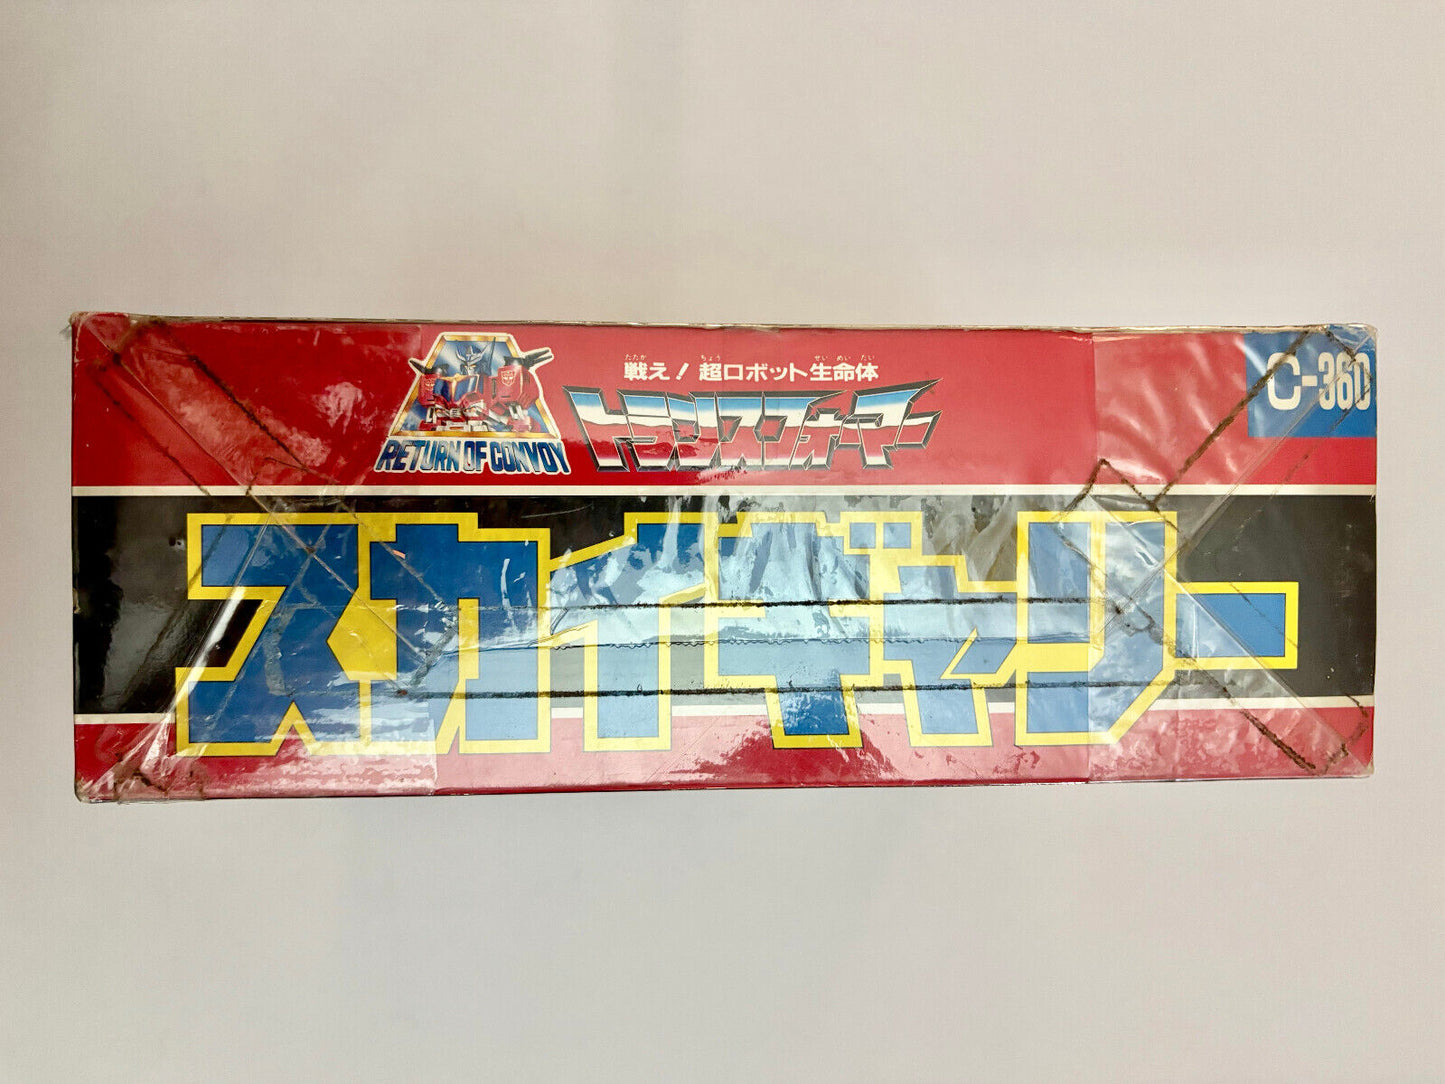 戦え！超ロボット生命体
たたか ちょう せい めい たい
トランスフォーマー
RETURN OF CONVOY
C-360
スカイギャリー